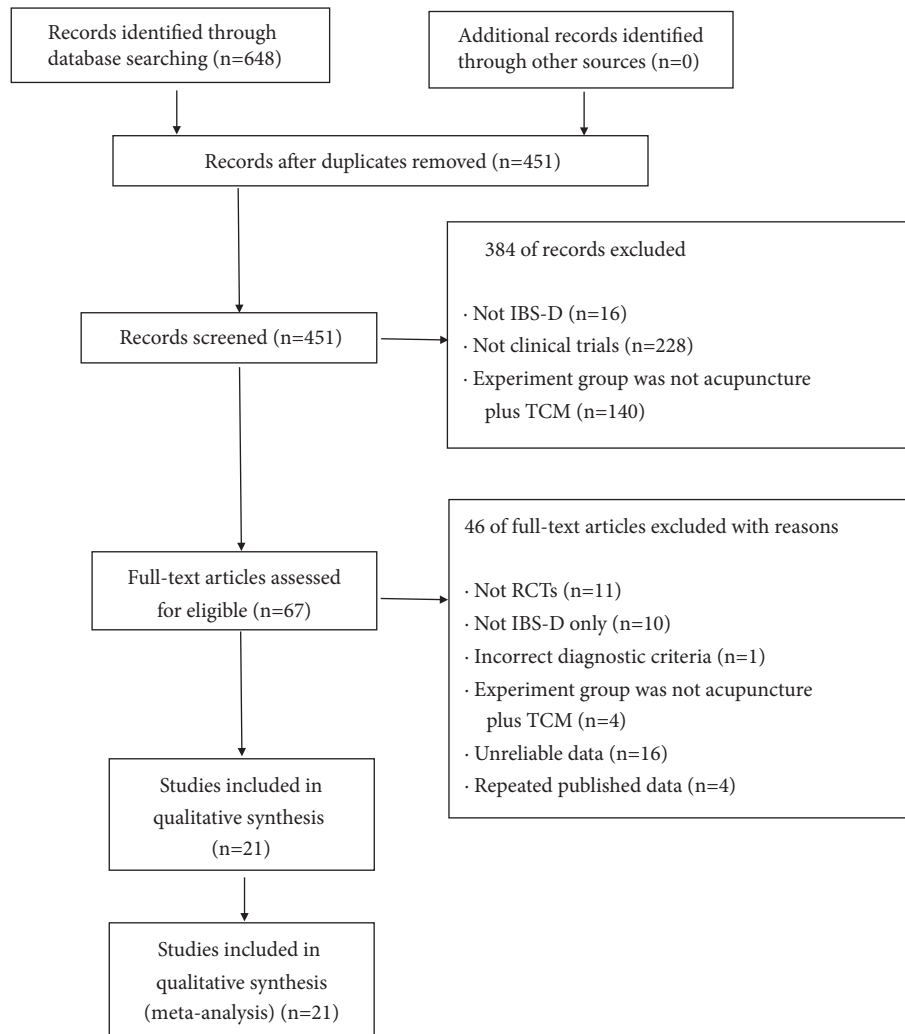 Records identified through
database searching (n=648)
Additional records identified
through other sources (n=0)
Records after duplicates removed (n=451)
384 of records excluded
· Not IBS-D (n=16)
· Not clinical trials (n=228)
· Experiment group was not acupuncture
plus TCM (n=140)
Records screened (n=451)
46 of full-text articles excluded with reasons
· Not RCTs (n=11)
· Not IBS-D only (n=10)
· Incorrect diagnostic criteria (n=1)
· Experiment group was not acupuncture
plus TCM (n=4)
· Unreliable data (n=16)
· Repeated published data (n=4)
Full-text articles assessed
for eligible (n=67)
Studies included in
qualitative synthesis
(n=21)
Studies included in
qualitative synthesis
(meta-analysis) (n=21)